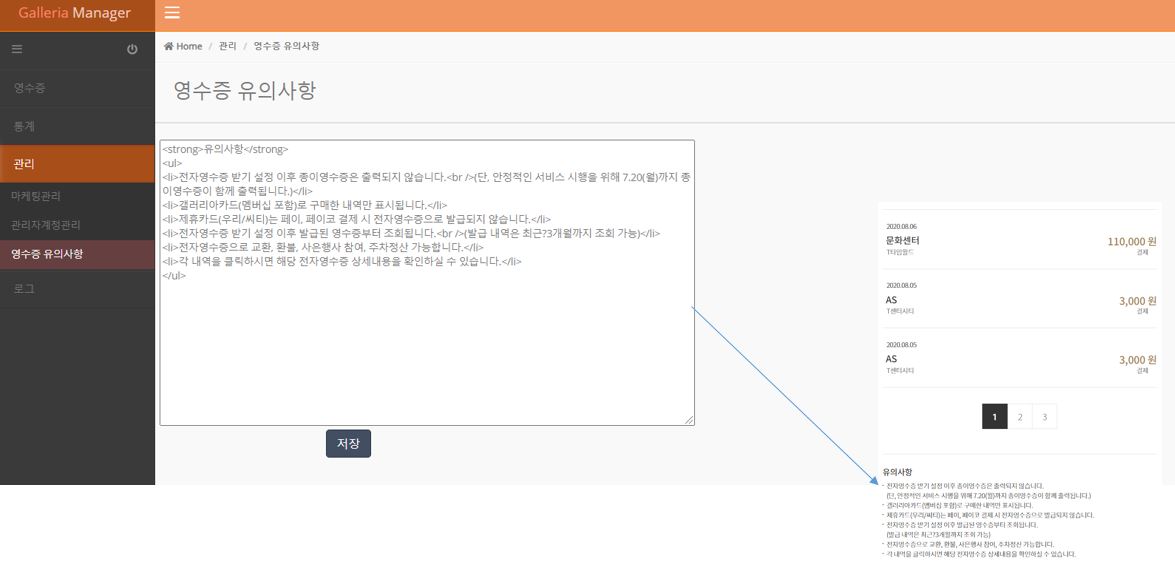 Galleria Manager
Home / 관리 / 영수증 유의사항
영수증
통계
관리
마케팅관리
관리자계정관리
영수증 유의사항
로그
영수증 유의사항
<strong>유의사항</strong>
<ul>
<li>전자영수증 받기 설정 이후 종이영수증은 출력되지 않습니다.<br />(단, 안정적인 서비스 시행을 위해 7.20(월)까지 종
이영수증이 함께 출력됩니다.)</li>
<li>갤러리아카드(멤버십 포함)로 구매한 내역만 표시됩니다.</li>
<li>제휴카드(우리/씨티)는 페이, 페이코 결제 시 전자영수증으로 발급되지 않습니다.</li>
<li>전자영수증 받기 설정 이후 발급된 영수증부터 조회됩니다.<br />(발급 내역은 최근?3개월까지 조회 가능)</li>
<li>전자영수증으로 교환, 환불, 사은행사 참여, 주차정산 가능합니다.</li>
<li>각 내역을 클릭하시면 해당 전자영수증 상세내용을 확인하실 수 있습니다.</li>
</ul>
저장
2020.08.06
문화센터
110,000 원
T타임월드
결제
2020.08.05
AS
3,000 원
T센터시티
결제
2020.08.05
AS
3,000 원
T센터시티
결제
1 2 3
유의사항
- 전자영수증 받기 설정 이후 종이영수증은 출력되지 않습니다.
(단, 안정적인 서비스 시행을 위해 7.20(월)까지 종이영수증이 함께 출력됩니다.)
- 갤러리아카드(멤버십 포함)로 구매한 내역만 표시됩니다.
- 제휴카드(우리/씨티)는 페이, 페이코 결제 시 전자영수증으로 발급되지 않습니다.
- 전자영수증 받기 설정 이후 발급된 영수증부터 조회됩니다.
(발급 내역은 최근?3개월까지 조회 가능)
- 전자영수증으로 교환, 환불, 사은행사 참여, 주차정산 가능합니다.
- 각 내역을 클릭하시면 해당 전자영수증 상세내용을 확인하실 수 있습니다.